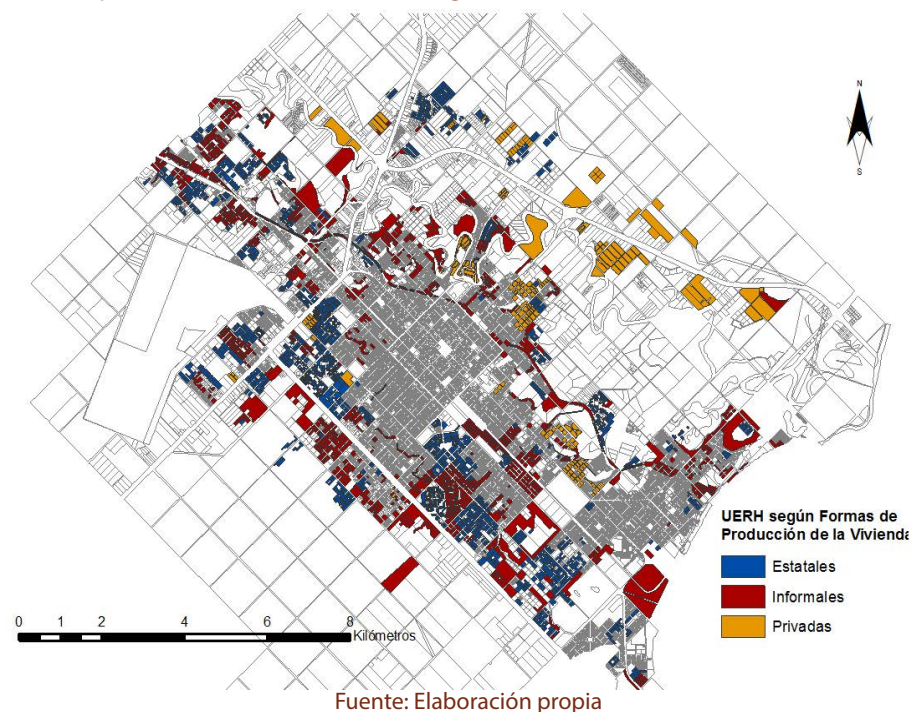 N
S
UERH según Formas de
Producción de la Vivienda
Estatales
Informales
Privadas
0 1 2 4 6 8
Kilómetros
Fuente: Elaboración propia